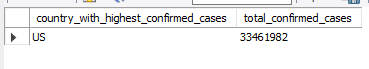 country_with_highest_confirmed_cases total_confirmed_cases
US 33461982